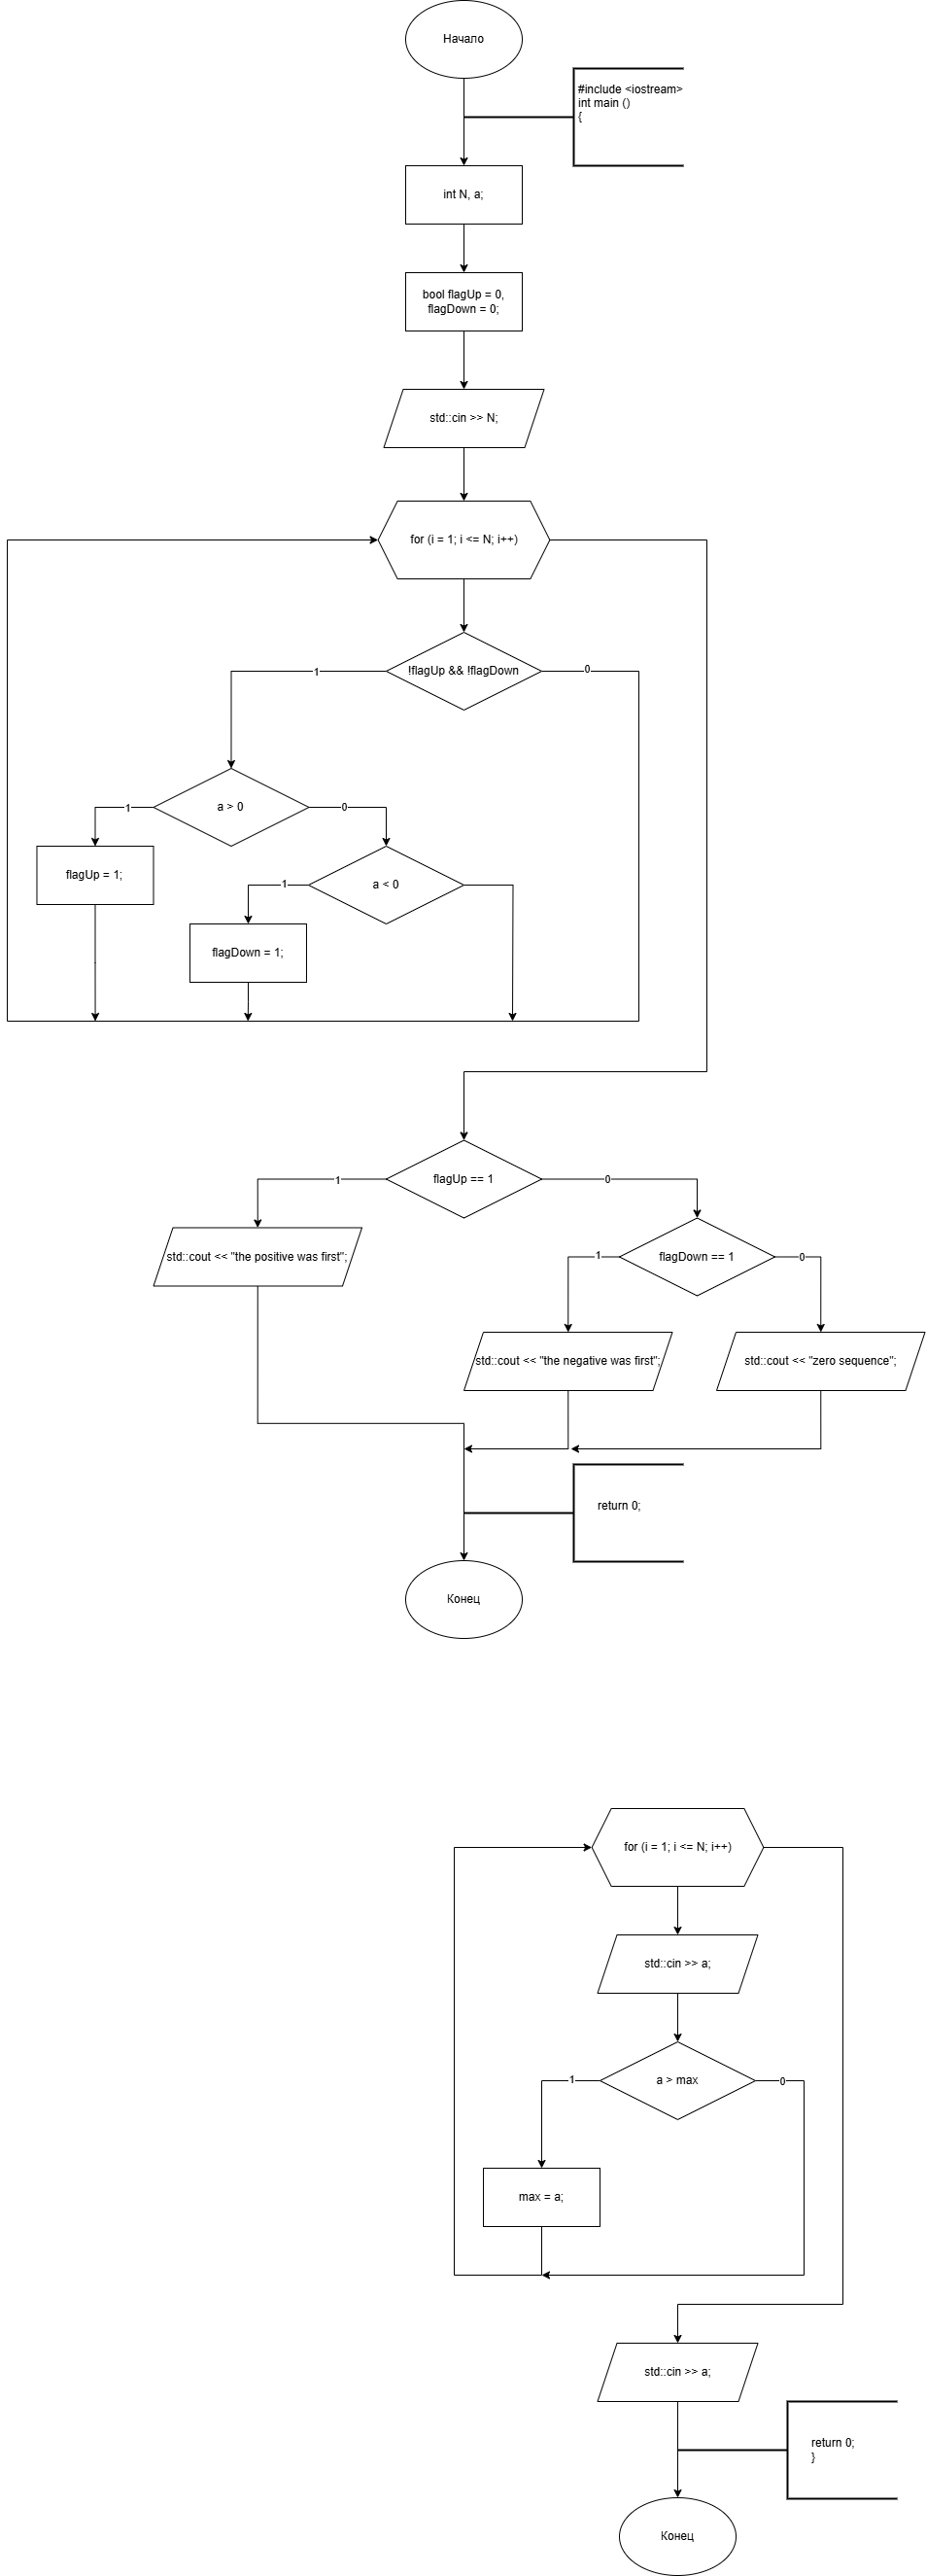 Начало
#include <iostream>
int main ()
{
int N, a;
bool flagUp = 0,
flagDown = 0;
std::cin >> N;
for (i = 1; i <= N; i++)
!flagUp && !flagDown
1
0
a > 0
1
0
flagUp = 1;
a < 0
1
flagDown = 1;
flagUp == 1
1
0
std::cout << "the positive was first";
flagDown == 1
1
0
std::cout << "the negative was first";
std::cout << "zero sequence";
return 0;
Конец
for (i = 1; i <= N; i++)
std::cin >> a;
a > max
1
0
max = a;
std::cin >> a;
return 0;
}
Конец